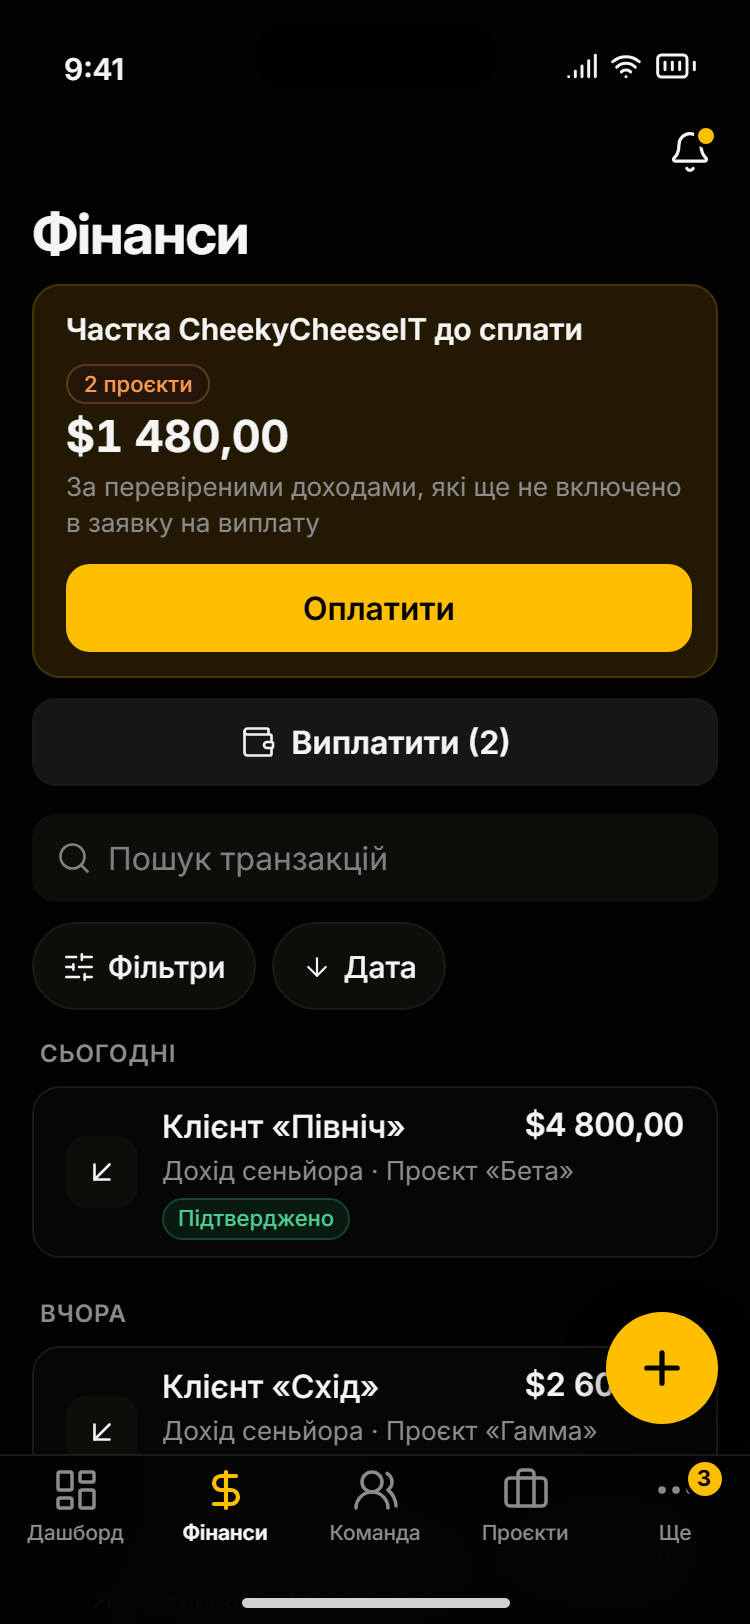 9:41
Фінанси
Частка CheekyCheeseIT до сплати
2 проєкти
$1 480,00
За перевіреними доходами, які ще не включено
в заявку на виплату
Оплатити
Виплатити (2)
Пошук транзакцій
Фільтри
Дата
СЬОГОДНІ
Клієнт «Північ»
$4 800,00
Дохід сеньйора · Проєкт «Бета»
Підтверджено
ВЧОРА
Клієнт «Схід»
$2 60
Дохід сеньйора · Проєкт «Гамма»
3
Дашборд
Фінанси
Команда
Проєкти
Ще